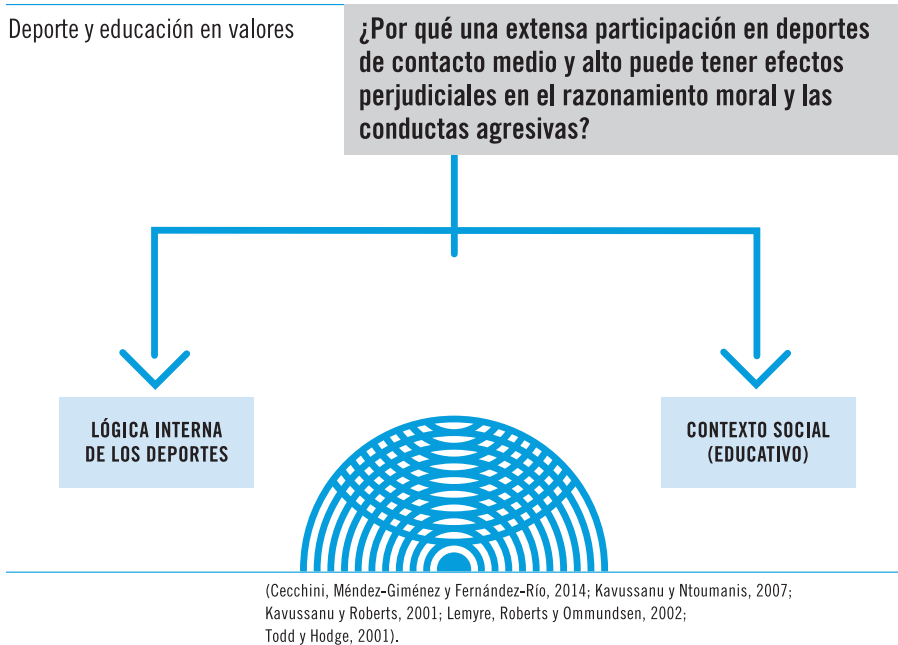 Deporte y educación en valores
¿Por qué una extensa participación en deportes
de contacto medio y alto puede tener efectos
perjudiciales en el razonamiento moral y las
conductas agresivas?
LÓGICA INTERNA
DE LOS DEPORTES
CONTEXTO SOCIAL
(EDUCATIVO)
(Cecchini, Méndez-Giménez y Fernández-Río, 2014; Kavussanu y Ntoumanis, 2007;
Kavussanu y Roberts, 2001; Lemyre, Roberts y Ommundsen, 2002;
Todd y Hodge, 2001).